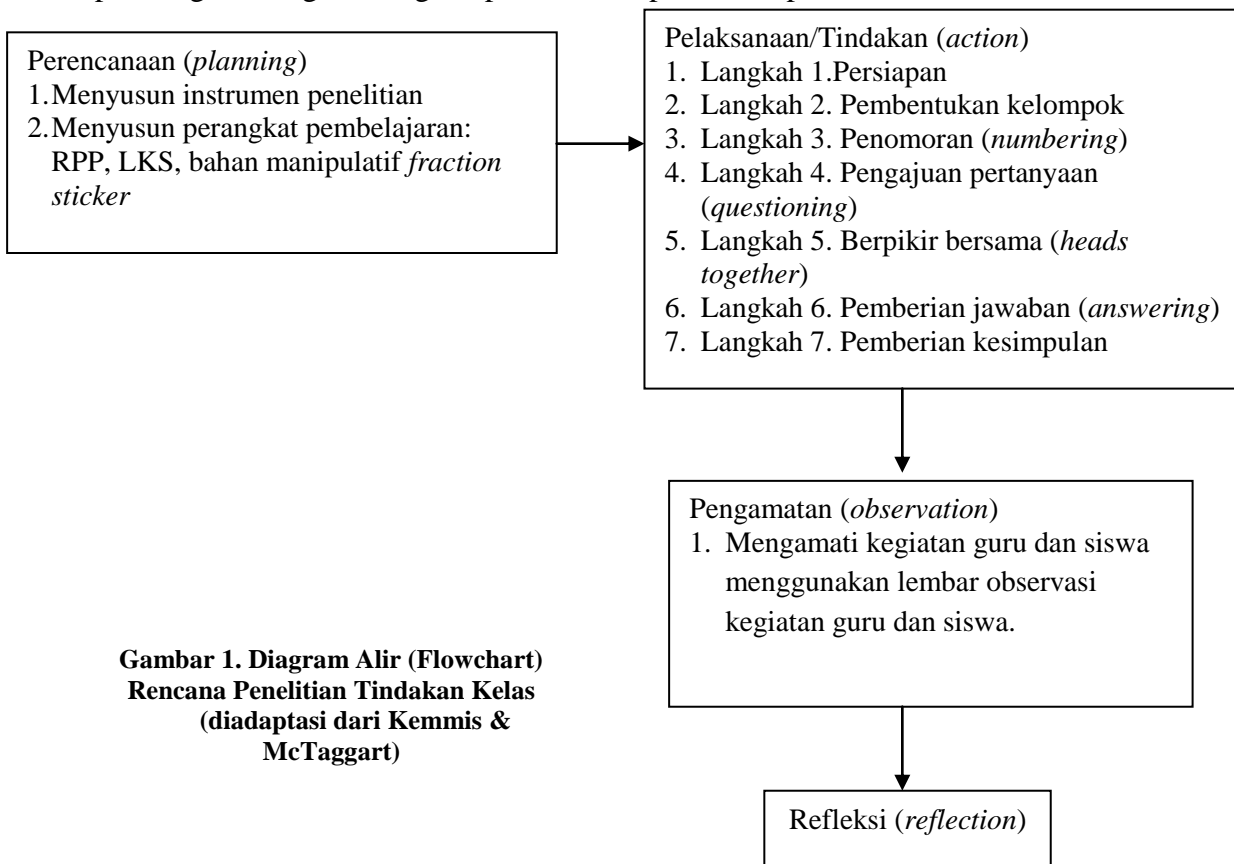 Perencanaan (planning)
1.Menyusun instrumen penelitian
2.Menyusun perangkat pembelajaran:
RPP, LKS, bahan manipulatif fraction
sticker
Pelaksanaan/Tindakan (action)
1. Langkah 1.Persiapan
2. Langkah 2. Pembentukan kelompok
3. Langkah 3. Penomoran (numbering)
4. Langkah 4. Pengajuan pertanyaan
(questioning)
5. Langkah 5. Berpikir bersama (heads
together)
6. Langkah 6. Pemberian jawaban (answering)
7. Langkah 7. Pemberian kesimpulan
Pengamatan (observation)
1. Mengamati kegiatan guru dan siswa
menggunakan lembar observasi
kegiatan guru dan siswa.
Gambar 1. Diagram Alir (Flowchart)
Rencana Penelitian Tindakan Kelas
(diadaptasi dari Kemmis &
McTaggart)
Refleksi (reflection)